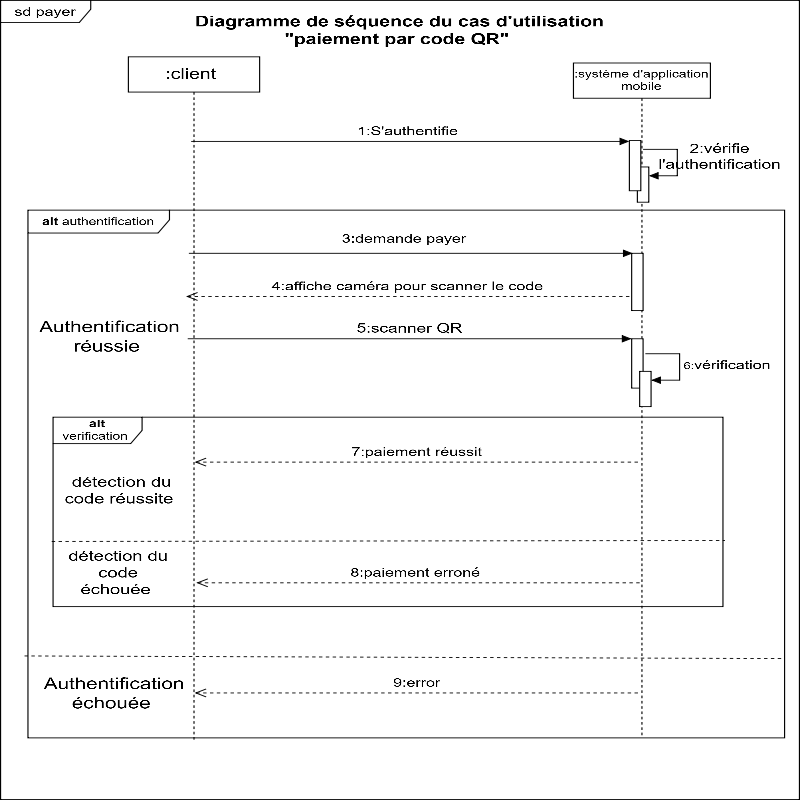 sd payer
Diagramme de séquence du cas d'utilisation
"paiement par code QR"
:client
:systéme d'application
mobile
1:S'authentifie
2:vérifie
l'authentification
alt authentification
3:demande payer
4:affiche caméra pour scanner le code
Authentification
réussie
5:scanner QR
6:vérification
alt
verification
7:paiement réussit
détection du
code réussite
détection du
code
échouée
8:paiement erroné
Authentification
échouée
9:error